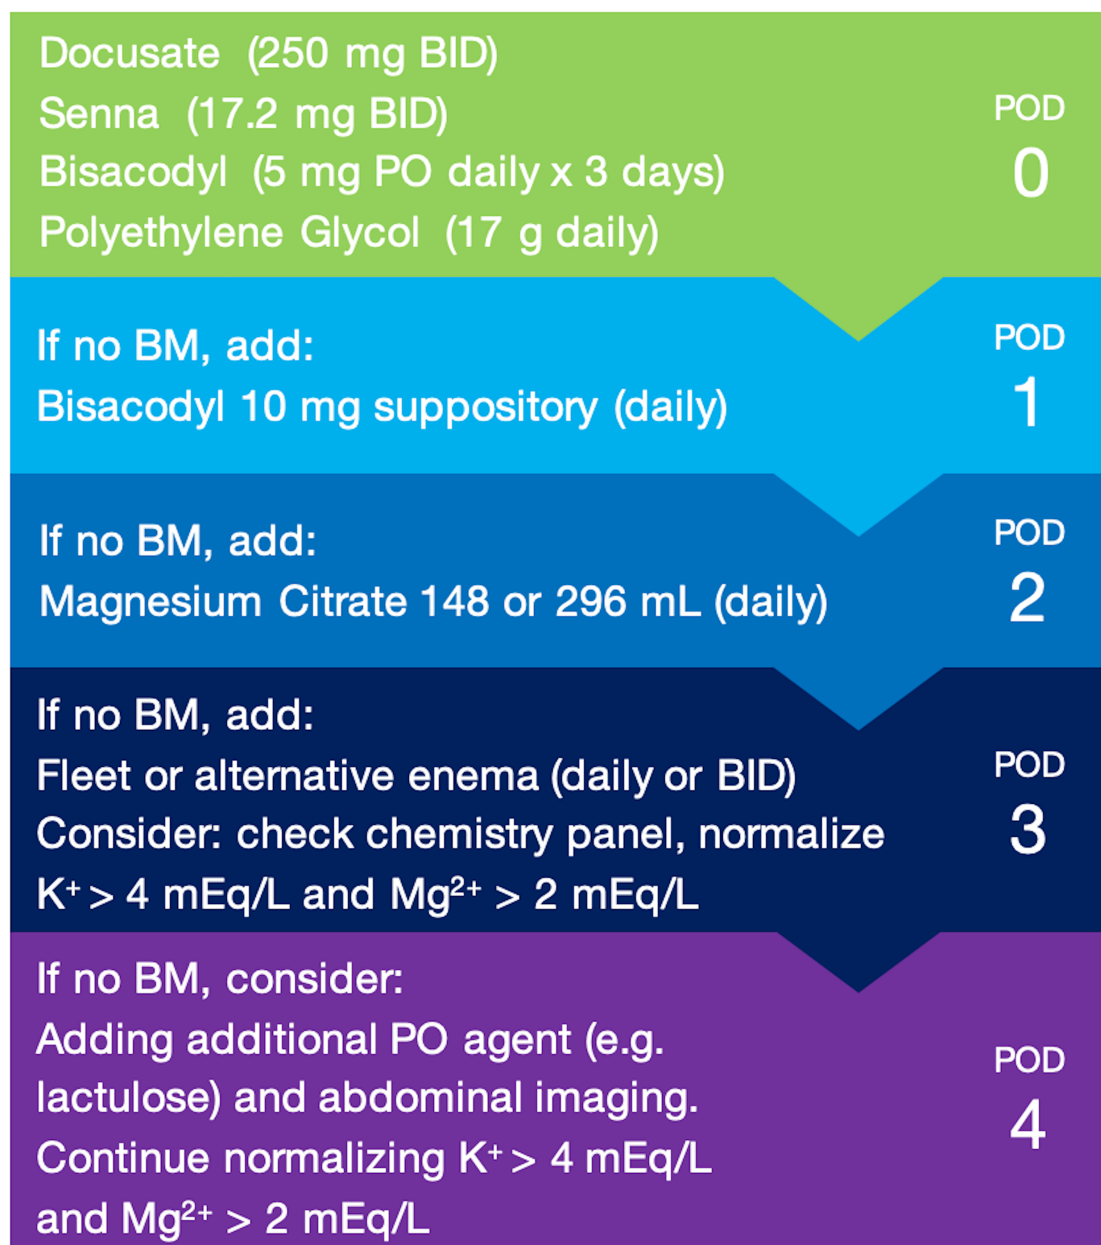 Docusate (250 mg BID)
Senna (17.2 mg BID)
Bisacodyl (5 mg PO daily x 3 days)
Polyethylene Glycol (17 g daily)
POD
0
If no BM, add:
Bisacodyl 10 mg suppository (daily)
POD
1
If no BM, add:
Magnesium Citrate 148 or 296 mL (daily)
POD
2
If no BM, add:
Fleet or alternative enema (daily or BID)
Consider: check chemistry panel, normalize
K⁺ > 4 mEq/L and Mg²⁺ > 2 mEq/L
POD
3
If no BM, consider:
Adding additional PO agent (e.g.
lactulose) and abdominal imaging.
Continue normalizing K⁺ > 4 mEq/L
and Mg²⁺ > 2 mEq/L
POD
4